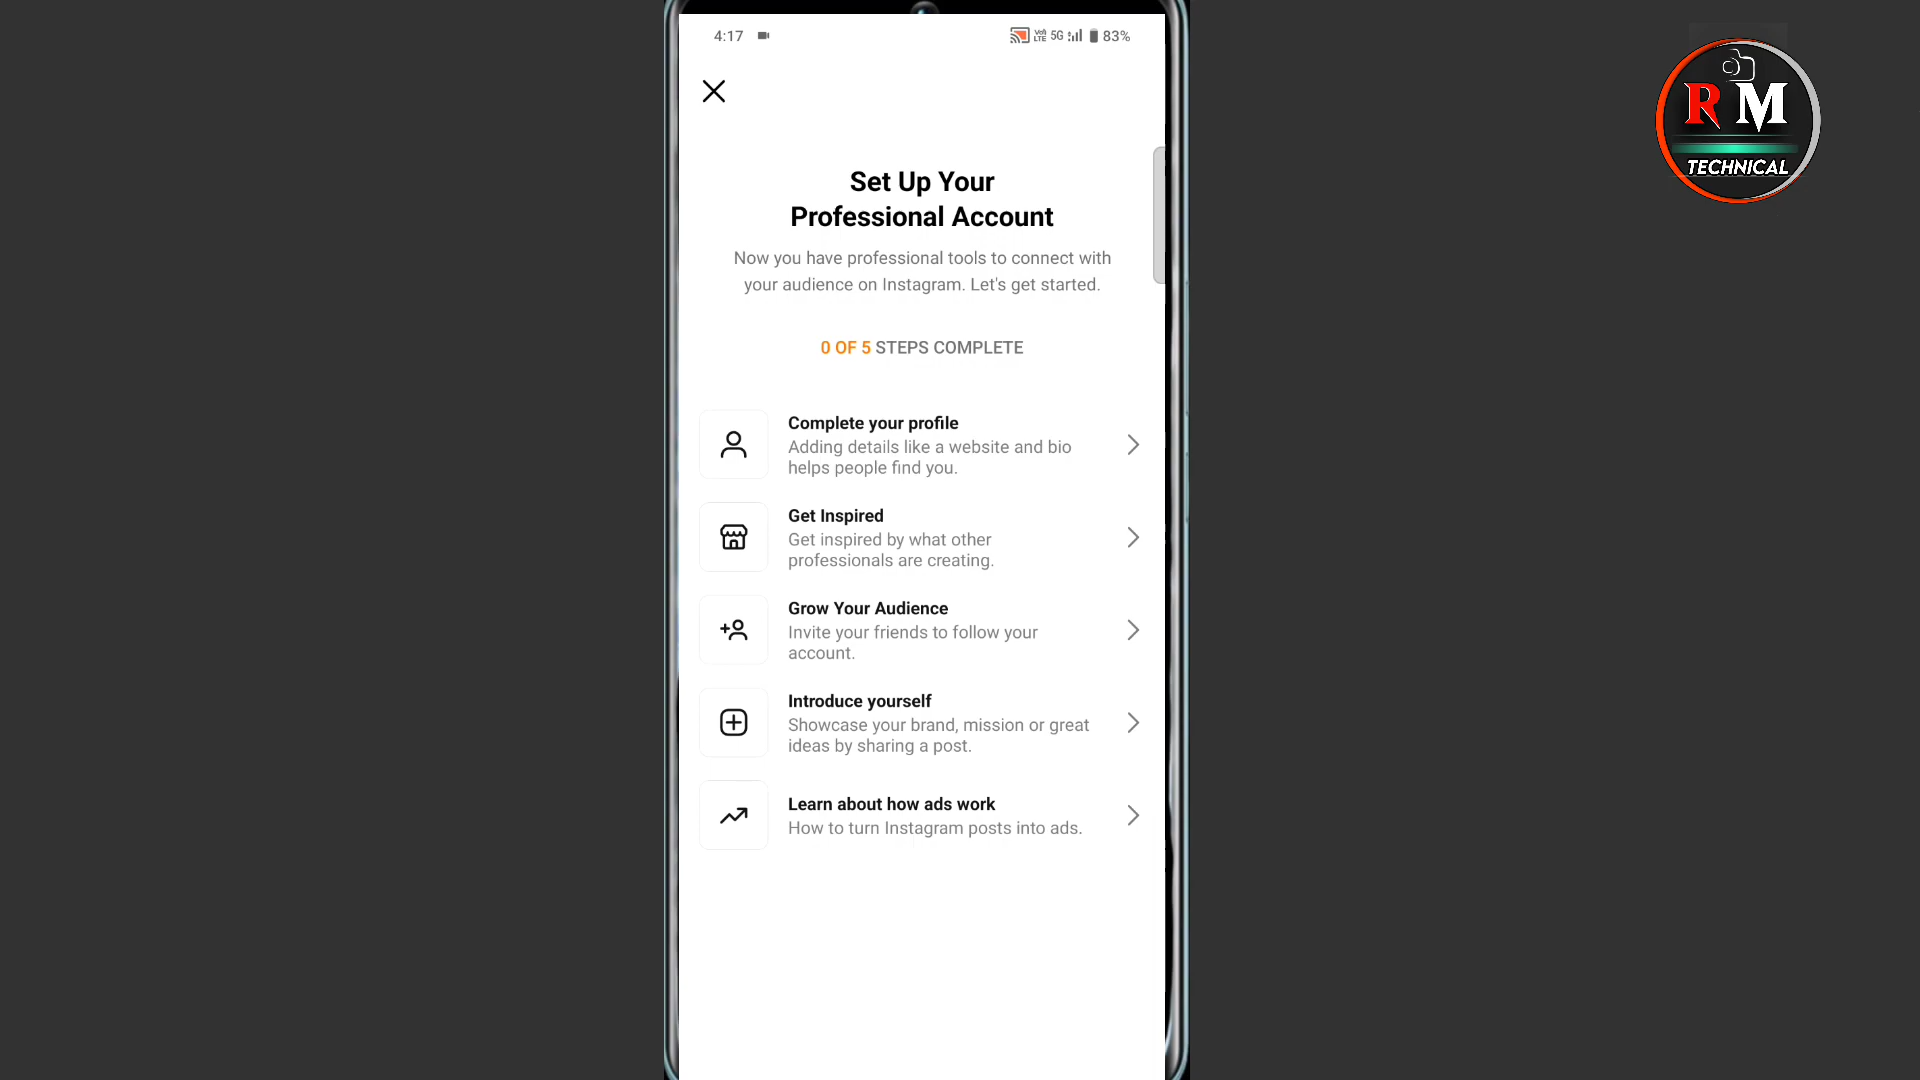 4:17
Vo))
LTE
5G
83%
Set Up Your
Professional Account
Now you have professional tools to connect with
your audience on Instagram. Let's get started.
0 OF 5 STEPS COMPLETE
Complete your profile
Adding details like a website and bio
helps people find you.
Get Inspired
Get inspired by what other
professionals are creating.
Grow Your Audience
Invite your friends to follow your
account.
Introduce yourself
Showcase your brand, mission or great
ideas by sharing a post.
Learn about how ads work
How to turn Instagram posts into ads.
R M
TECHNICAL